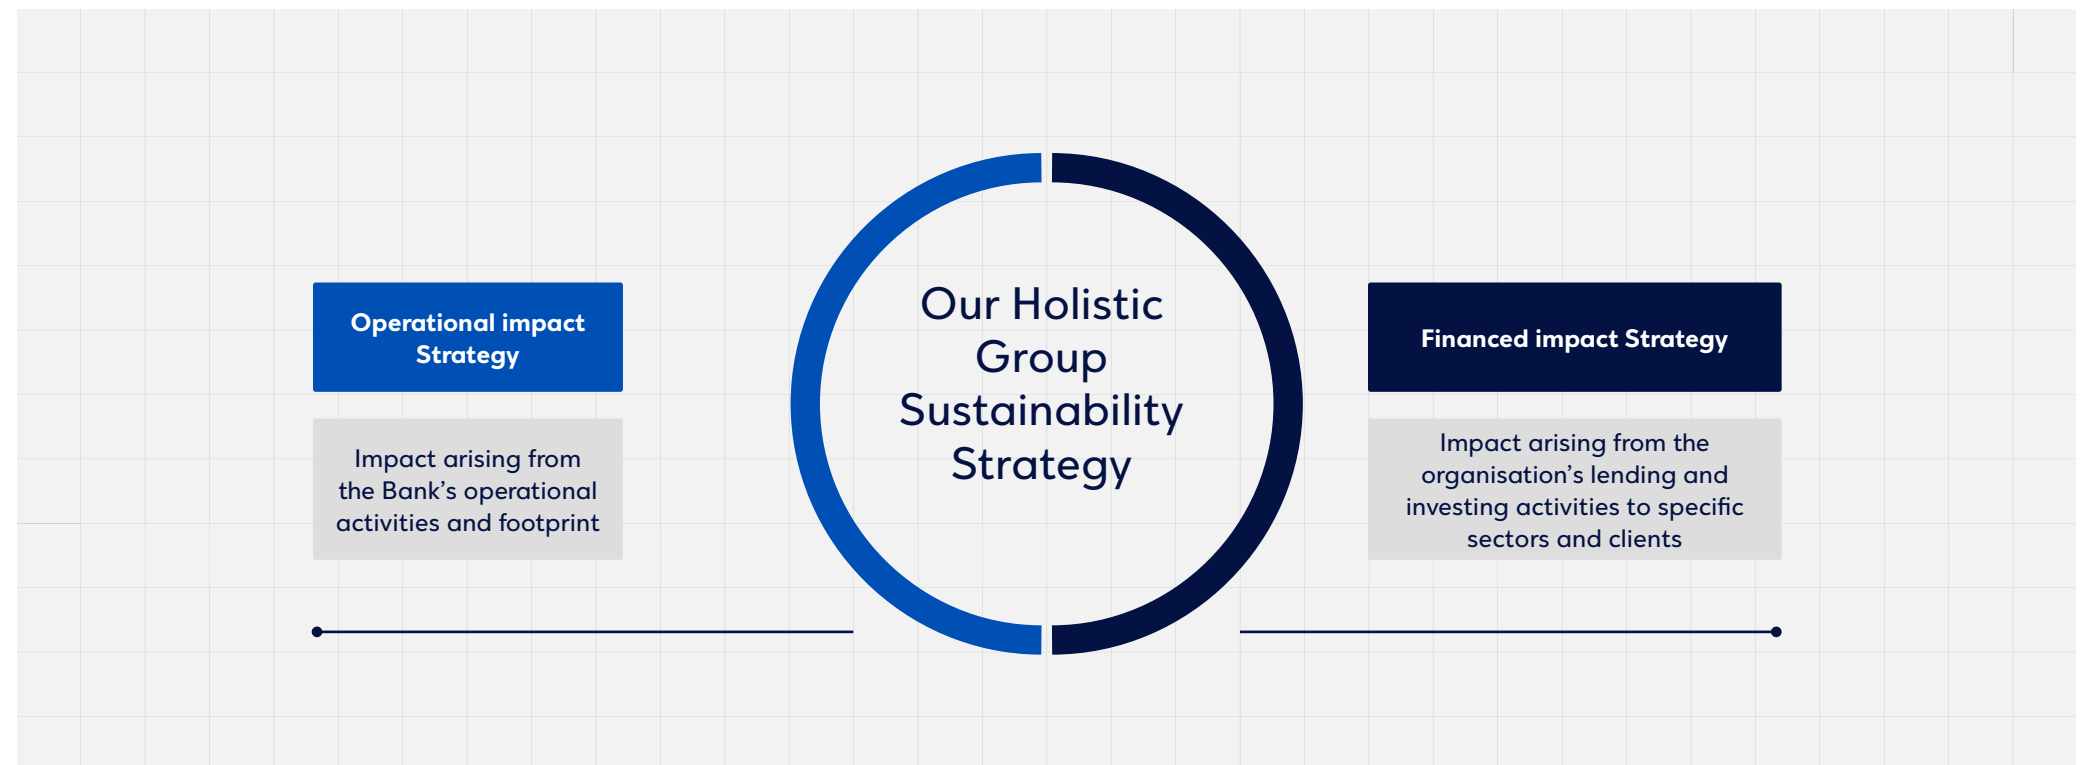 Operational impact
Strategy
Impact arising from
the Bank’s operational
activities and footprint
Our Holistic
Group
Sustainability
Strategy
Financed impact Strategy
Impact arising from the
organisation’s lending and
investing activities to specific
sectors and clients